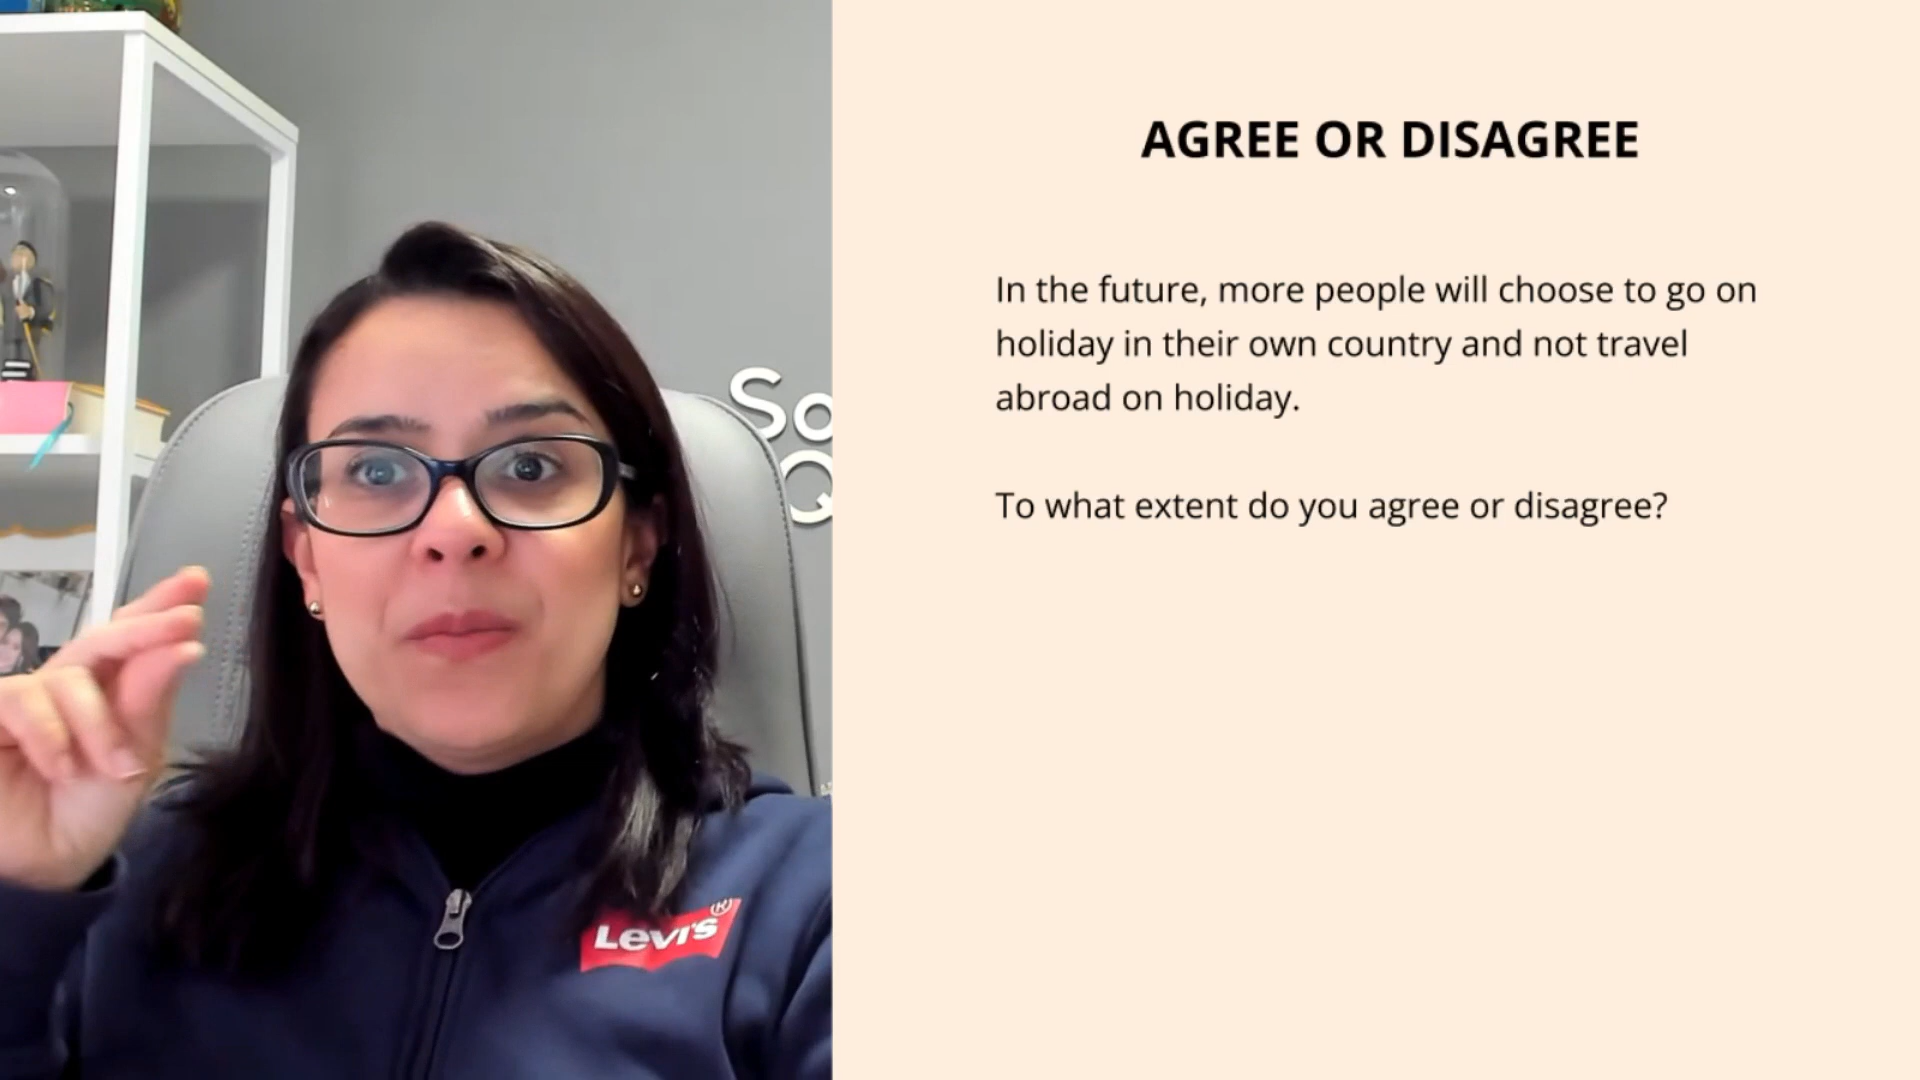 AGREE OR DISAGREE
In the future, more people will choose to go on
holiday in their own country and not travel
abroad on holiday.
To what extent do you agree or disagree?
So
Q
Levi's®